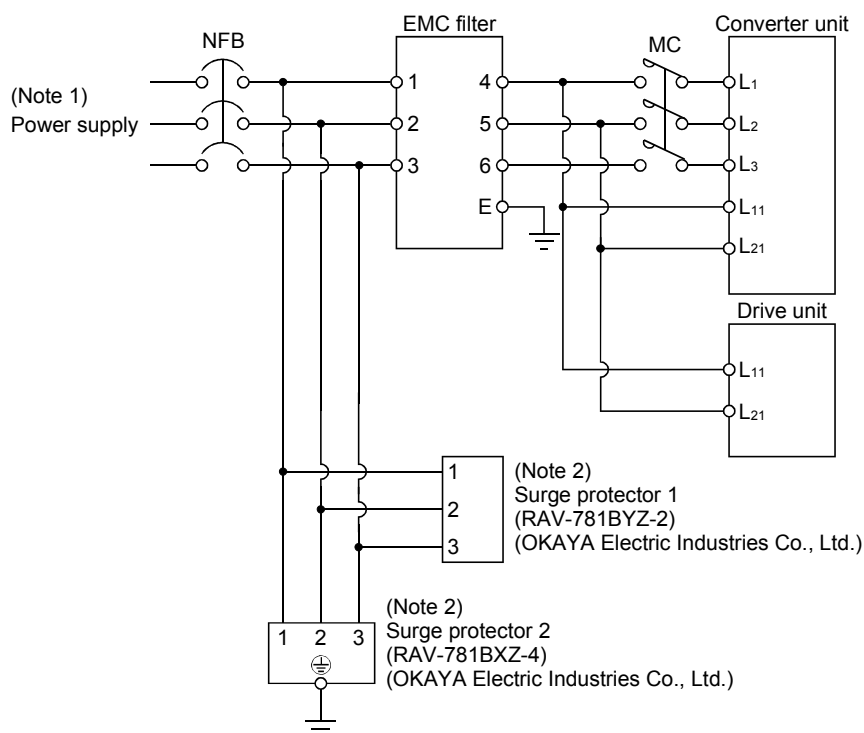 EMC filter
Converter unit
NFB
MC
(Note 1)
Power supply
1
4
L1
2
5
L2
3
6
L3
E
L11
L21
Drive unit
L11
L21
1
2
3
(Note 2)
Surge protector 1
(RAV-781BYZ-2)
(OKAYA Electric Industries Co., Ltd.)
1 2 3
(Note 2)
Surge protector 2
(RAV-781BXZ-4)
(OKAYA Electric Industries Co., Ltd.)